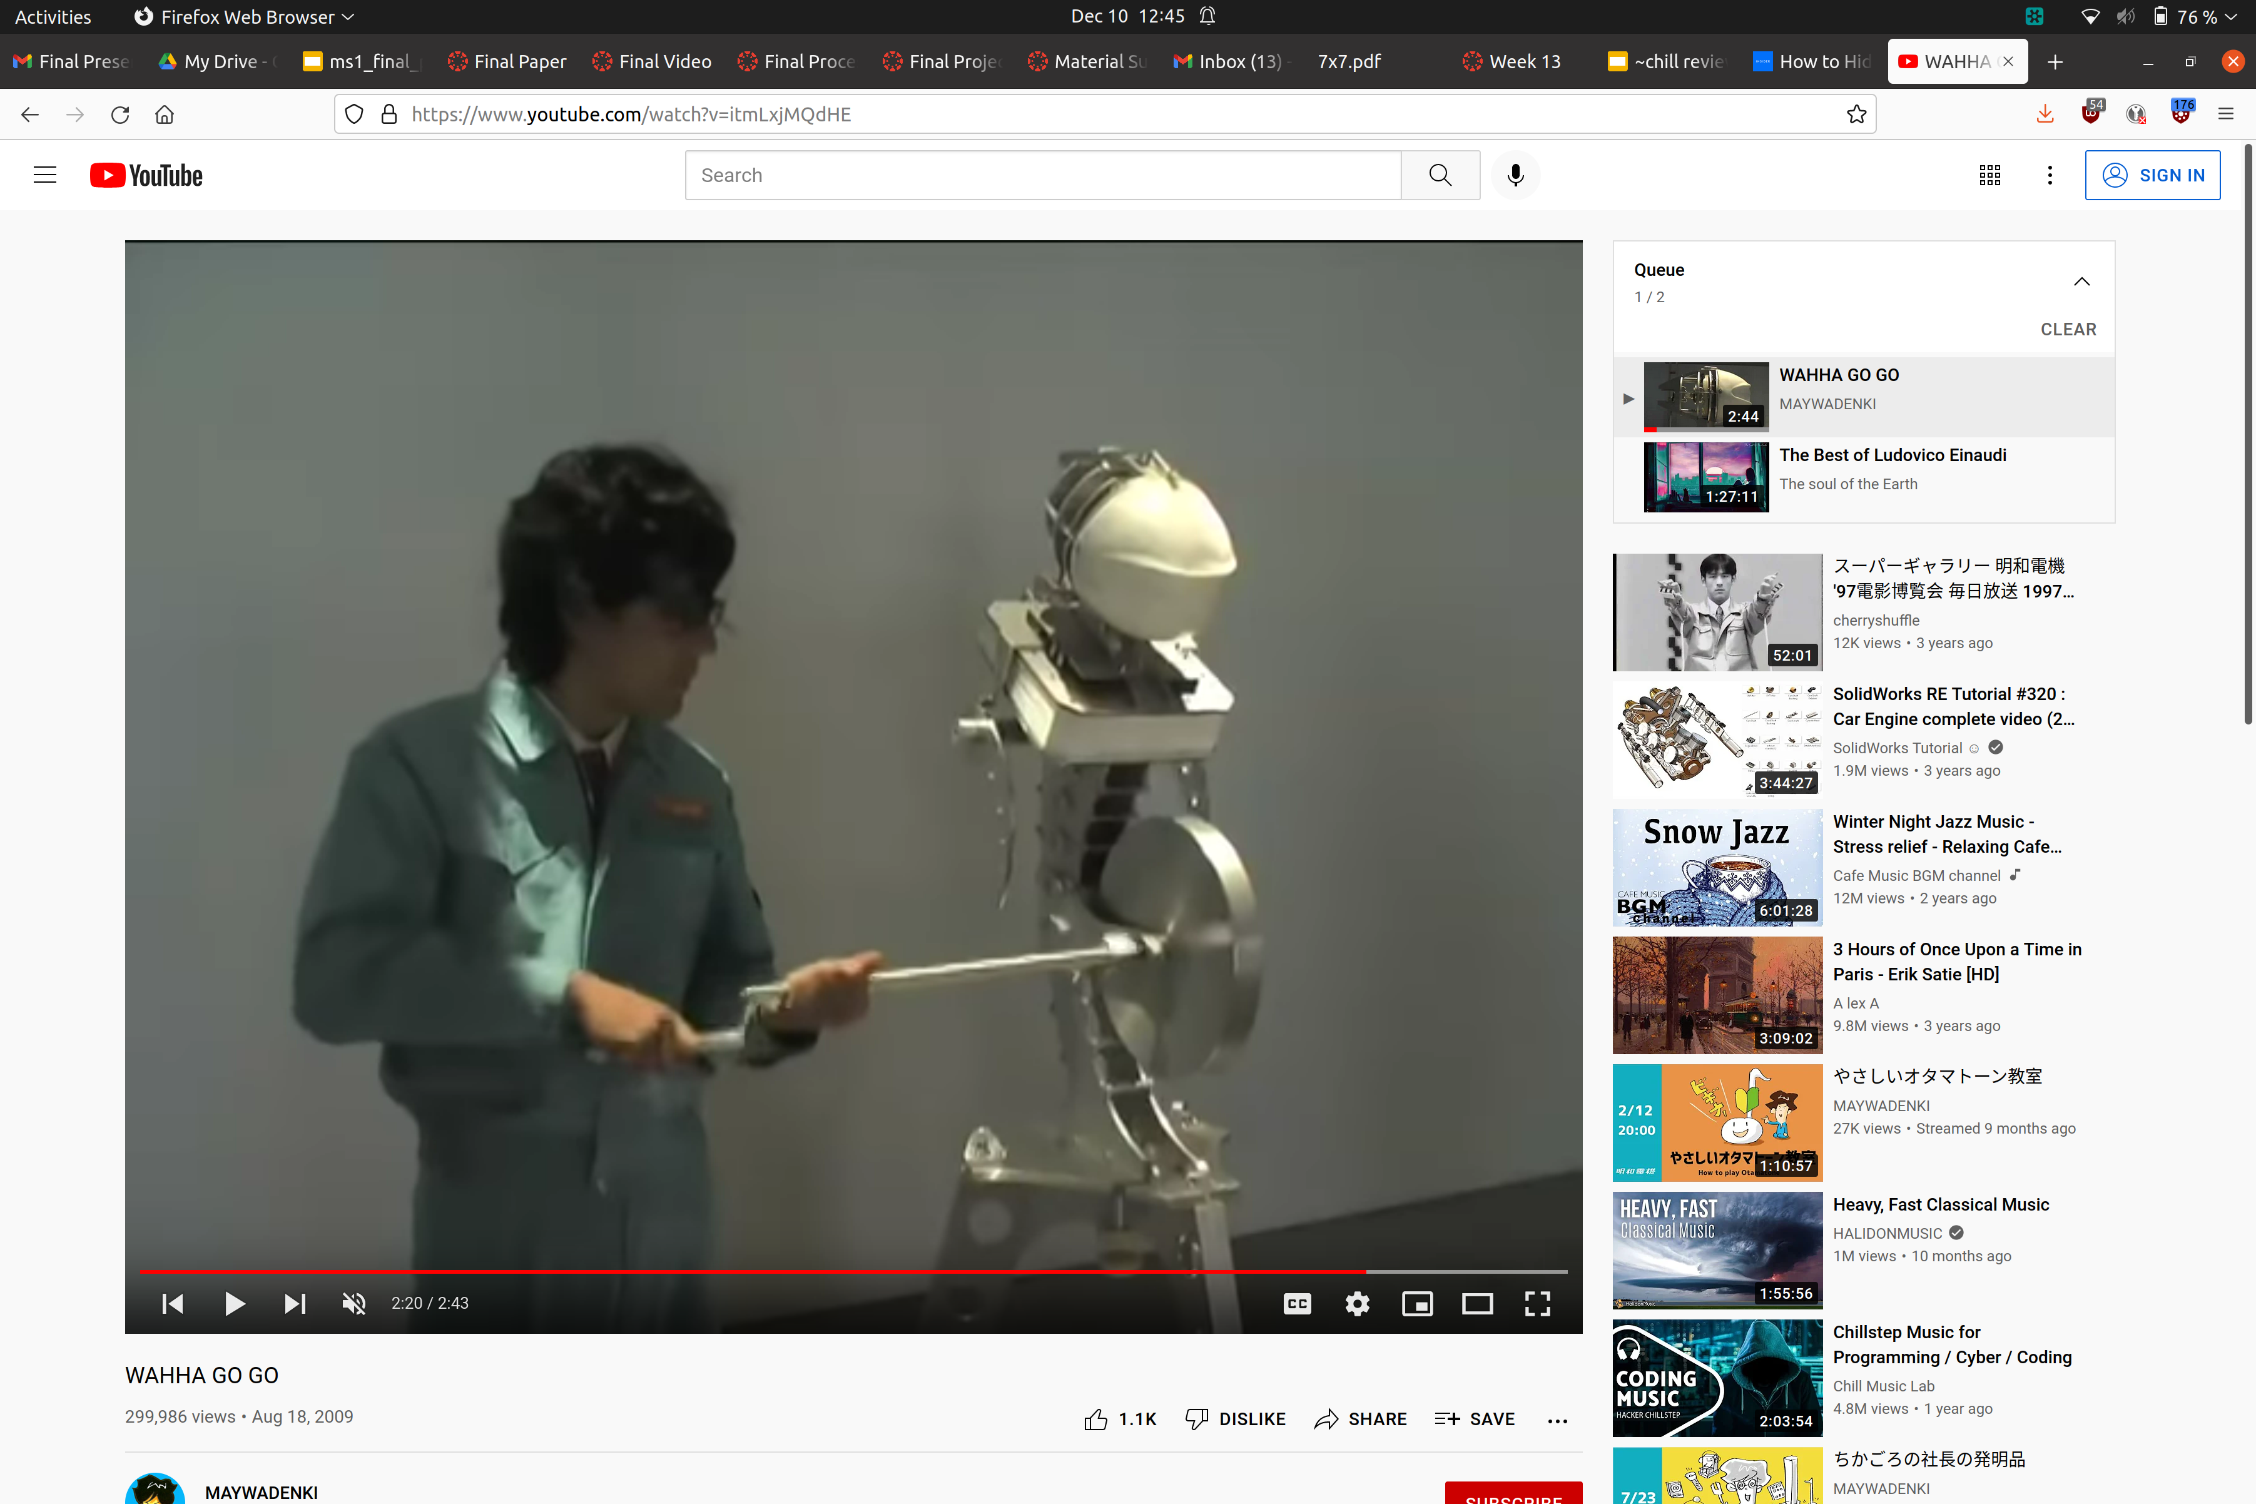 Activities
Firefox Web Browser
Dec 10 12:45
76 %
Final Prese
My Drive -
ms1_final_
Final Paper
Final Video
Final Proce
Final Proje
Material Su
Inbox (13) -
7x7.pdf
Week 13
~chill revie
How to Hid
WAHHA
https://www.youtube.com/watch?v=itmLxjMQdHE
54
176
YouTube
Search
SIGN IN
Queue
1 / 2
CLEAR
WAHHA GO GO
MAYWADENKI
2:44
The Best of Ludovico Einaudi
The soul of the Earth
1:27:11
スーパーギャラリー 明和電機
'97電影博覧会 毎日放送 1997...
cherryshuffle
12K views • 3 years ago
52:01
SolidWorks RE Tutorial #320 :
Car Engine complete video (2...
SolidWorks Tutorial ☺
1.9M views • 3 years ago
3:44:27
Snow Jazz
CAFE MUSIC
BGM
channel
6:01:28
Winter Night Jazz Music -
Stress relief - Relaxing Cafe...
Cafe Music BGM channel
12M views • 2 years ago
3 Hours of Once Upon a Time in
Paris - Erik Satie [HD]
A lex A
9.8M views • 3 years ago
3:09:02
2/12
20:00
明和電機
ビギナー
やさしいオタマトーン教室
How to play Ota
1:10:57
やさしいオタマトーン教室
MAYWADENKI
27K views • Streamed 9 months ago
HEAVY, FAST
Classical Music
1:55:56
Heavy, Fast Classical Music
HALIDONMUSIC
1M views • 10 months ago
CODING
MUSIC
HACKER CHILLSTEP
2:03:54
Chillstep Music for
Programming / Cyber / Coding
Chill Music Lab
4.8M views • 1 year ago
7/23
ちかごろの社長の発明品
MAYWADENKI
2:20 / 2:43
CC
WAHHA GO GO
299,986 views • Aug 18, 2009
1.1K
DISLIKE
SHARE
SAVE
MAYWADENKI
SUBSCRIBE